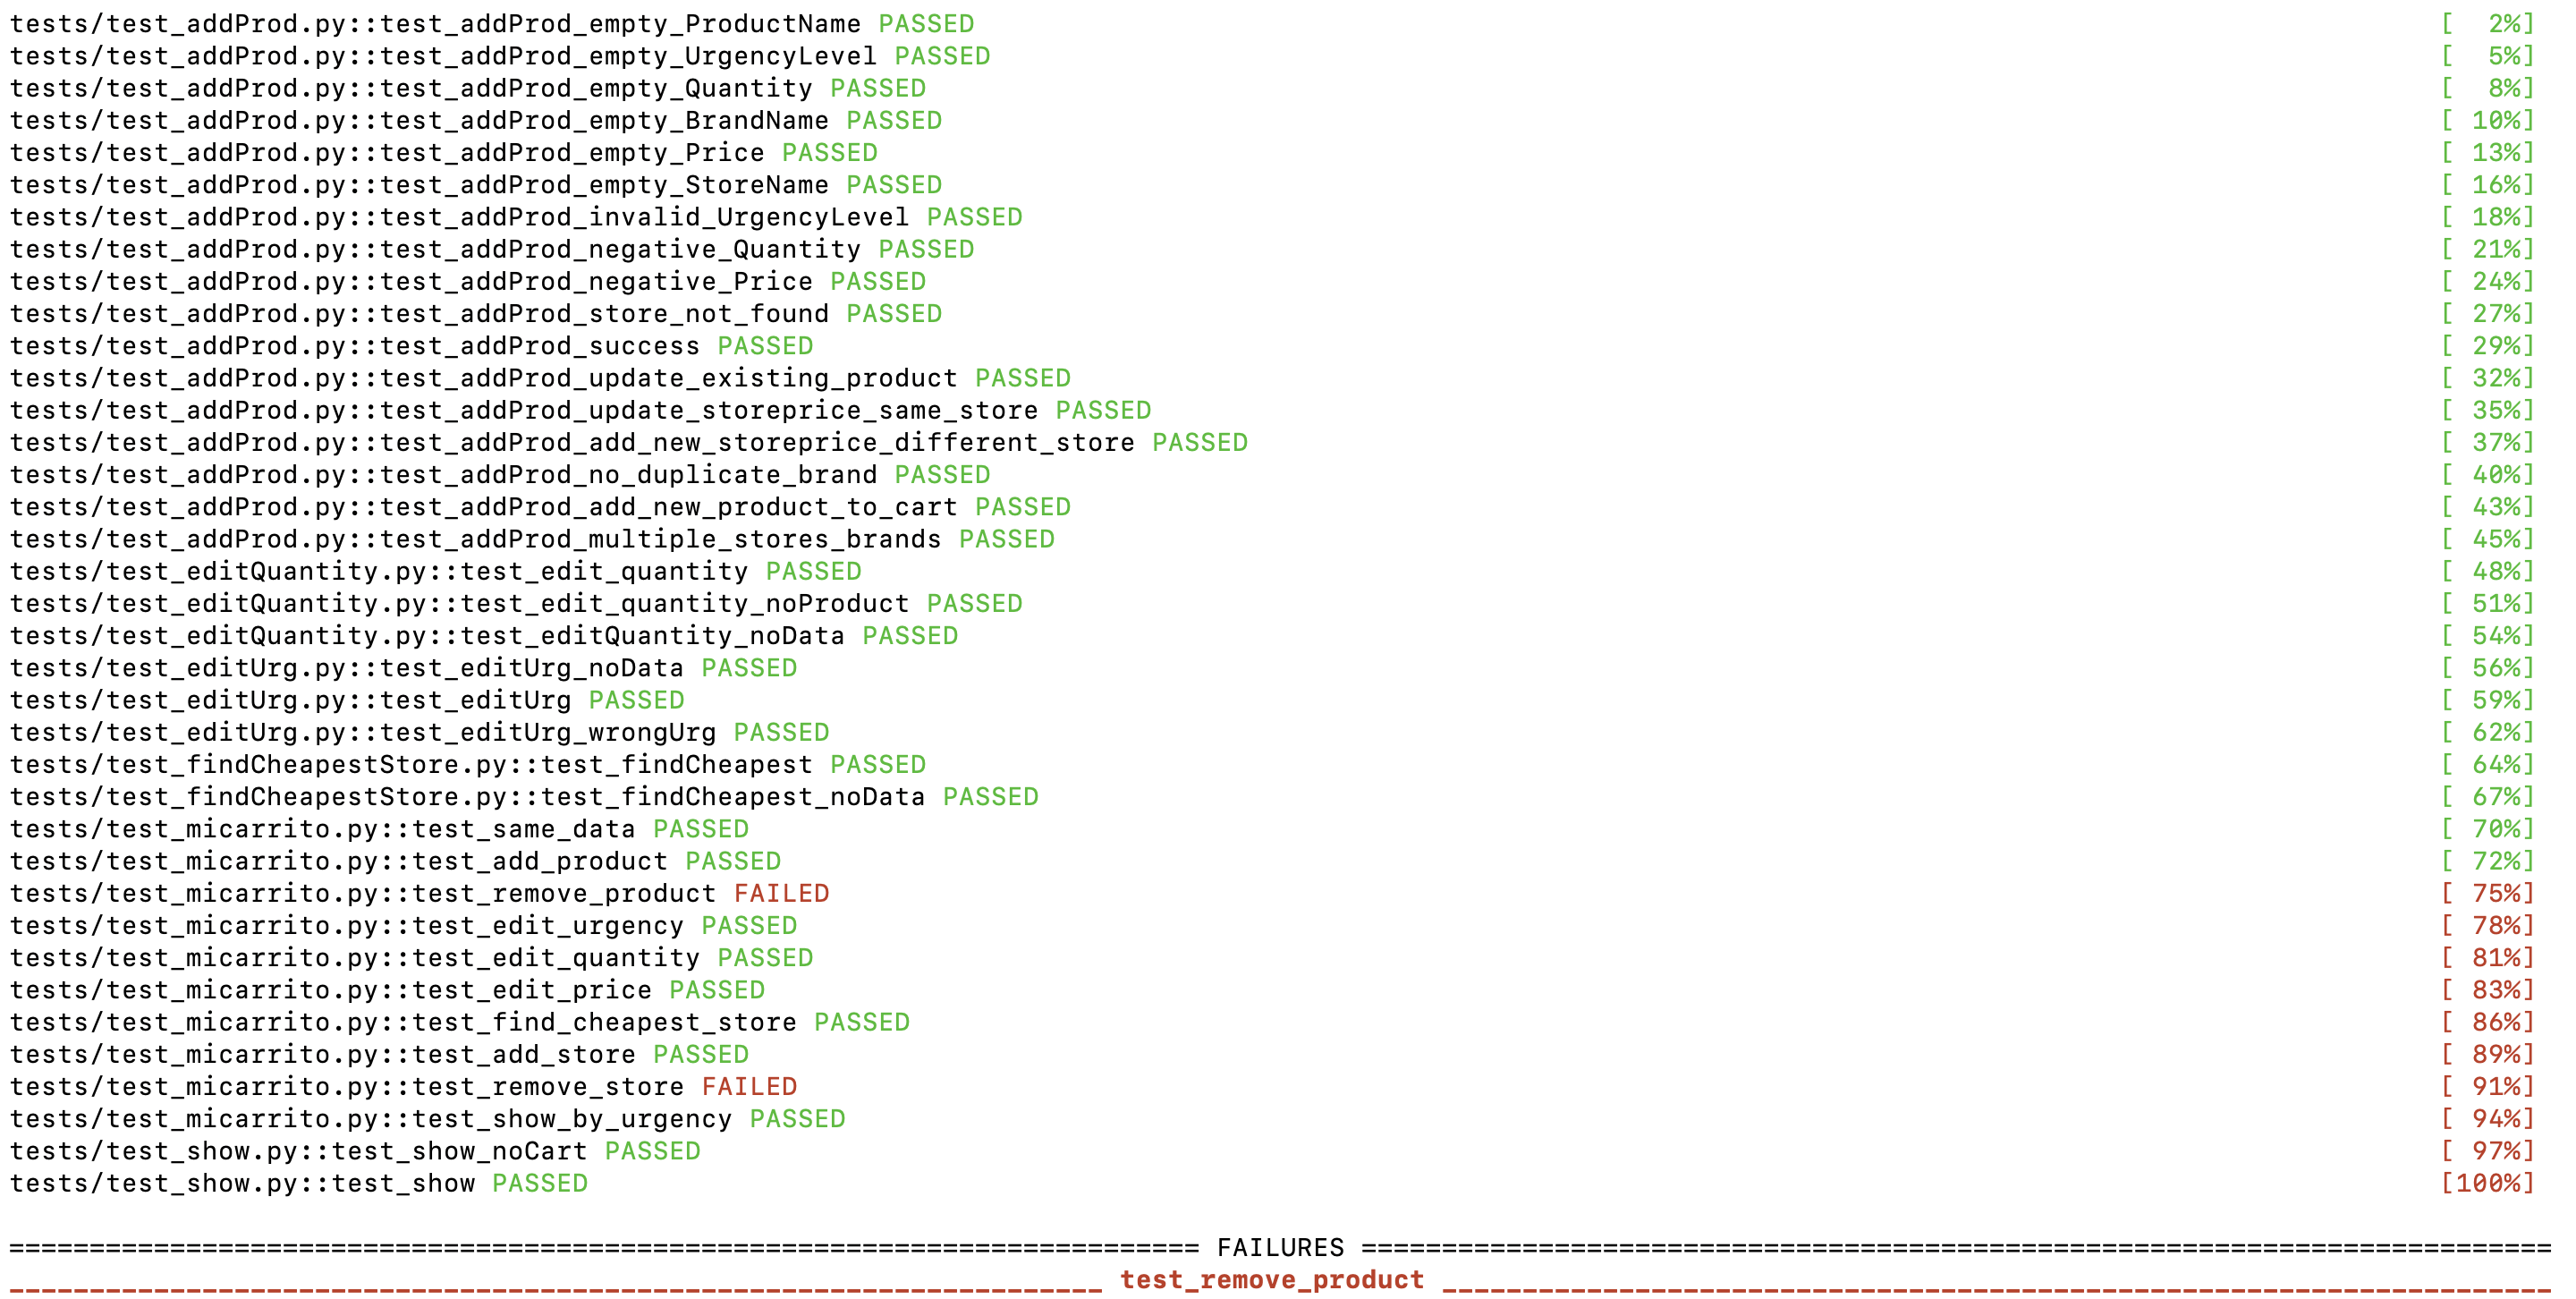 tests/test_addProd.py::test_addProd_empty_ProductName PASSED [  2%]
tests/test_addProd.py::test_addProd_empty_UrgencyLevel PASSED [  5%]
tests/test_addProd.py::test_addProd_empty_Quantity PASSED [  8%]
tests/test_addProd.py::test_addProd_empty_BrandName PASSED [ 10%]
tests/test_addProd.py::test_addProd_empty_Price PASSED [ 13%]
tests/test_addProd.py::test_addProd_empty_StoreName PASSED [ 16%]
tests/test_addProd.py::test_addProd_invalid_UrgencyLevel PASSED [ 18%]
tests/test_addProd.py::test_addProd_negative_Quantity PASSED [ 21%]
tests/test_addProd.py::test_addProd_negative_Price PASSED [ 24%]
tests/test_addProd.py::test_addProd_store_not_found PASSED [ 27%]
tests/test_addProd.py::test_addProd_success PASSED [ 29%]
tests/test_addProd.py::test_addProd_update_existing_product PASSED [ 32%]
tests/test_addProd.py::test_addProd_update_storeprice_same_store PASSED [ 35%]
tests/test_addProd.py::test_addProd_add_new_storeprice_different_store PASSED [ 37%]
tests/test_addProd.py::test_addProd_no_duplicate_brand PASSED [ 40%]
tests/test_addProd.py::test_addProd_add_new_product_to_cart PASSED [ 43%]
tests/test_addProd.py::test_addProd_multiple_stores_brands PASSED [ 45%]
tests/test_editQuantity.py::test_edit_quantity PASSED [ 48%]
tests/test_editQuantity.py::test_edit_quantity_noProduct PASSED [ 51%]
tests/test_editQuantity.py::test_editQuantity_noData PASSED [ 54%]
tests/test_editUrg.py::test_editUrg_noData PASSED [ 56%]
tests/test_editUrg.py::test_editUrg PASSED [ 59%]
tests/test_editUrg.py::test_editUrg_wrongUrg PASSED [ 62%]
tests/test_findCheapestStore.py::test_findCheapest PASSED [ 64%]
tests/test_findCheapestStore.py::test_findCheapest_noData PASSED [ 67%]
tests/test_micarrito.py::test_same_data PASSED [ 70%]
tests/test_micarrito.py::test_add_product PASSED [ 72%]
tests/test_micarrito.py::test_remove_product FAILED [ 75%]
tests/test_micarrito.py::test_edit_urgency PASSED [ 78%]
tests/test_micarrito.py::test_edit_quantity PASSED [ 81%]
tests/test_micarrito.py::test_edit_price PASSED [ 83%]
tests/test_micarrito.py::test_find_cheapest_store PASSED [ 86%]
tests/test_micarrito.py::test_add_store PASSED [ 89%]
tests/test_micarrito.py::test_remove_store FAILED [ 91%]
tests/test_micarrito.py::test_show_by_urgency PASSED [ 94%]
tests/test_show.py::test_show_noCart PASSED [ 97%]
tests/test_show.py::test_show PASSED [100%]
========================================================================== FAILURES ==========================================================================
____________________________________________________________________ test_remove_product _____________________________________________________________________